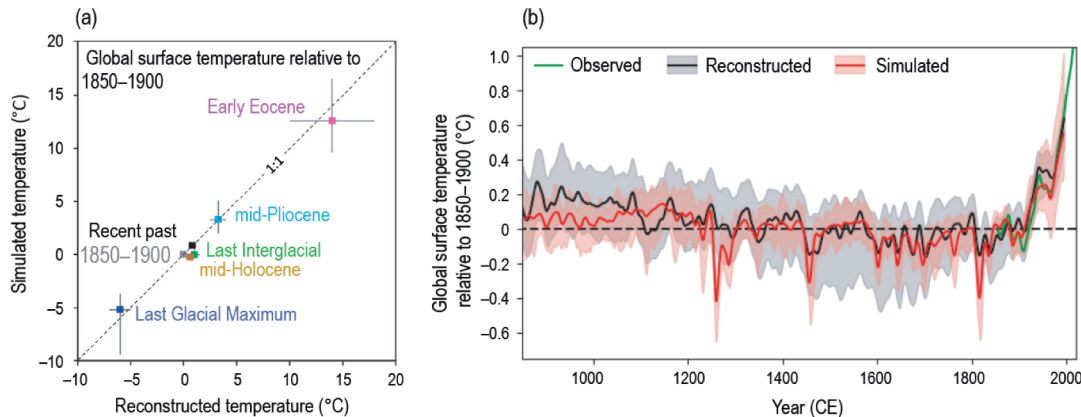 (a)
20
15
10
5
0
–5
–10
Simulated temperature (°C)
Global surface temperature relative to
1850–1900
Early Eocene
1:1
mid-Pliocene
Recent past
1850–1900
Last Interglacial
mid-Holocene
Last Glacial Maximum
–10
–5
0
5
10
15
20
Reconstructed temperature (°C)
(b)
1.0
0.8
0.6
0.4
0.2
0
–0.2
–0.4
–0.6
Global surface temperature
relative to 1850–1900 (°C)
Observed
Reconstructed
Simulated
1000
1200
1400
1600
1800
2000
Year (CE)